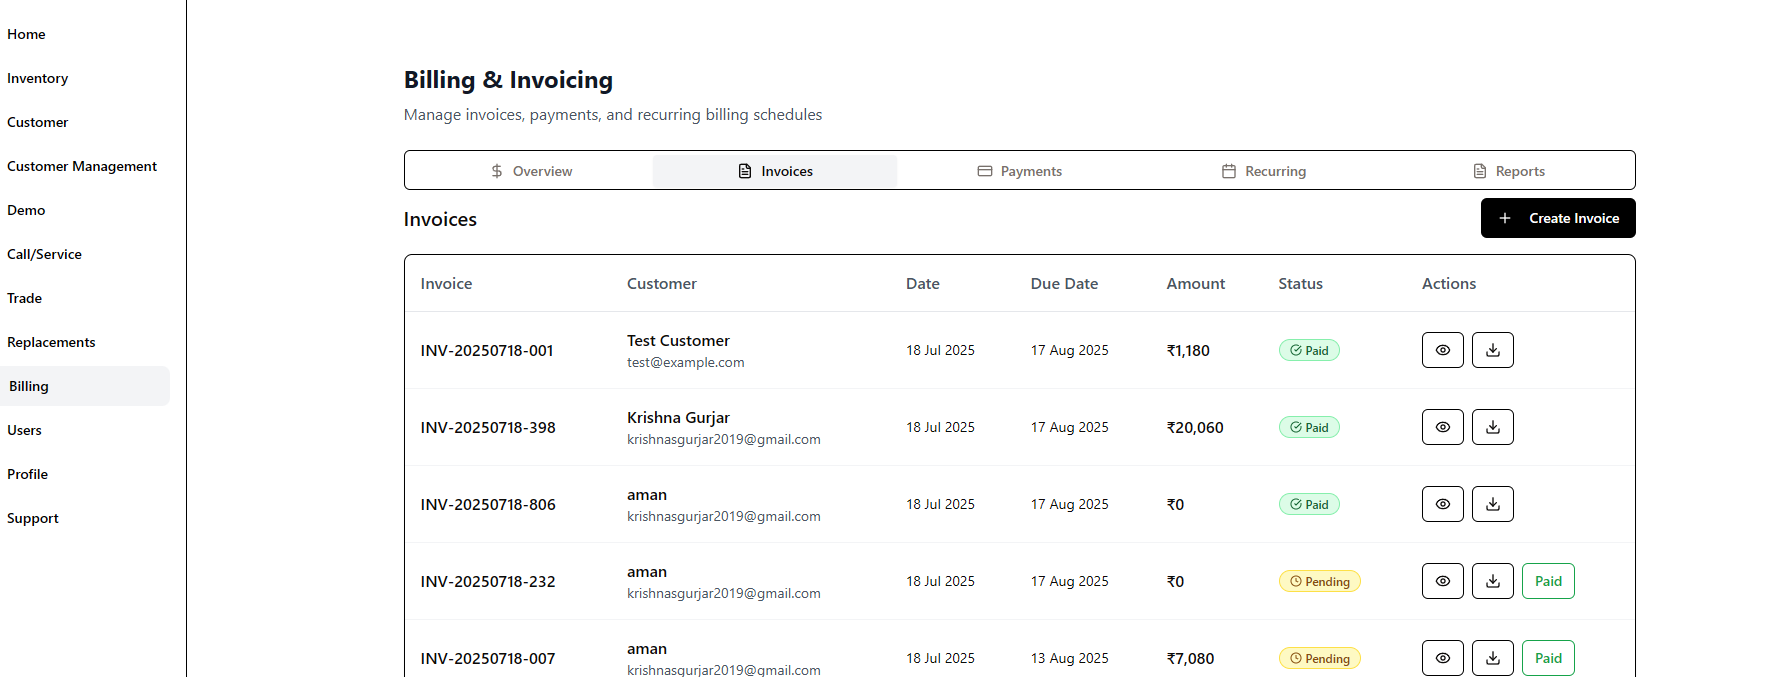 Home
Inventory
Customer
Customer Management
Demo
Call/Service
Trade
Replacements
Billing
Users
Profile
Support
Billing & Invoicing
Manage invoices, payments, and recurring billing schedules
Overview Invoices Payments Recurring Reports
Invoices
Create Invoice
Invoice Customer Date Due Date Amount Status Actions
INV-20250718-001 Test Customer 18 Jul 2025 17 Aug 2025 ₹1,180 Paid
test@example.com
INV-20250718-398 Krishna Gurjar 18 Jul 2025 17 Aug 2025 ₹20,060 Paid
krishnasgurjar2019@gmail.com
INV-20250718-806 aman 18 Jul 2025 17 Aug 2025 ₹0 Paid
krishnasgurjar2019@gmail.com
INV-20250718-232 aman 18 Jul 2025 17 Aug 2025 ₹0 Pending Paid
krishnasgurjar2019@gmail.com
INV-20250718-007 aman 18 Jul 2025 13 Aug 2025 ₹7,080 Pending Paid
krishnasgurjar2019@gmail.com